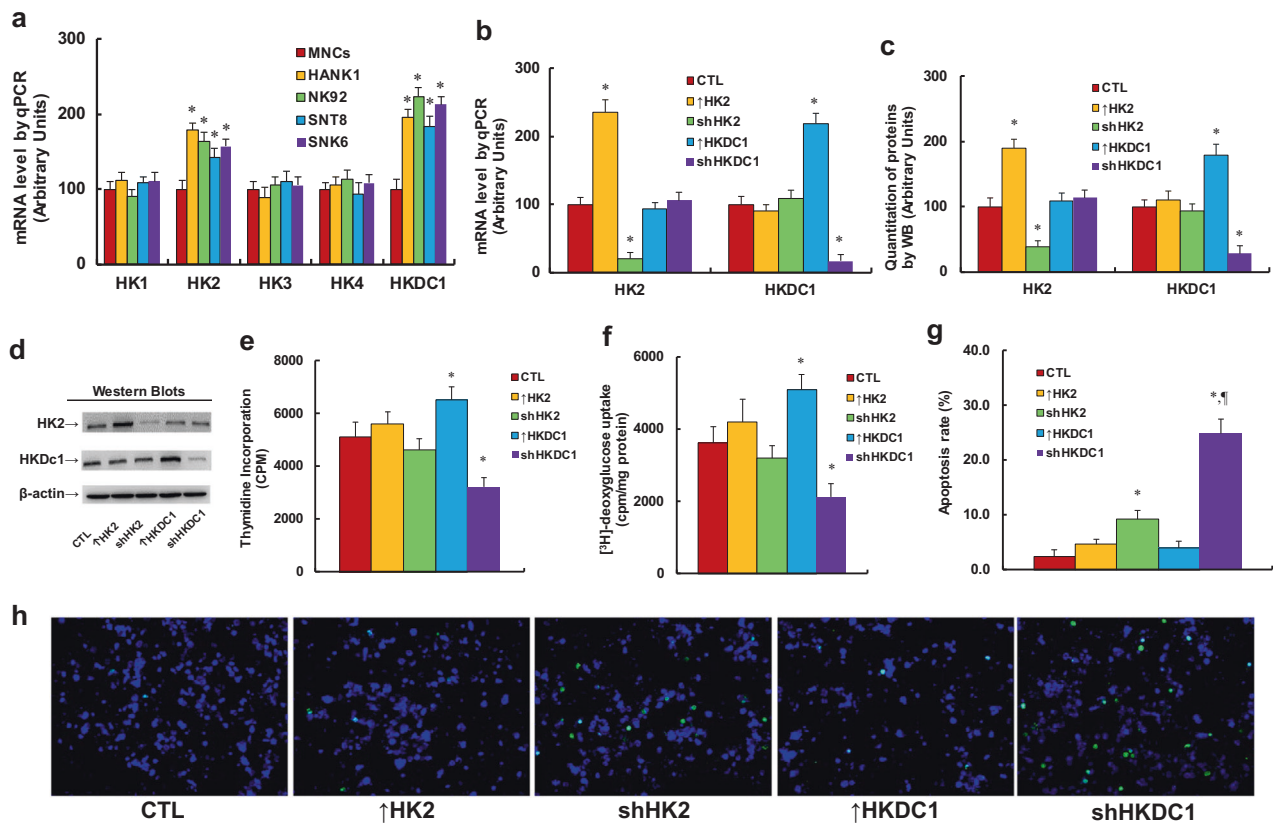 a
mRNA level by qPCR
(Arbitrary Units)
300
200
100
0
MNCs
HANK1
NK92
SNT8
SNK6
* * * *
* * * *
HK1 HK2 HK3 HK4 HKDC1
b
mRNA level by qPCR
(Arbitrary Units)
300
200
100
0
CTL
↑HK2
shHK2
↑HKDC1
shHKDC1
* * * *
HK2 HKDC1
c
Quantitation of proteins
by WB (Arbitrary Units)
300
200
100
0
CTL
↑HK2
shHK2
↑HKDC1
shHKDC1
* * * *
HK2 HKDC1
d
Western Blots
HK2→
HKDc1→
β-actin→
CTL ↑HK2 shHK2 ↑HKDC1 shHKDC1
e
Thymidine Incorporation
(CPM)
8000
6000
4000
2000
0
CTL
↑HK2
shHK2
↑HKDC1
shHKDC1
* *
f
[³H]-deoxyglucose uptake
(cpm/mg protein)
6000
4000
2000
0
CTL
↑HK2
shHK2
↑HKDC1
shHKDC1
* *
g
Apoptosis rate (%)
40.0
30.0
20.0
10.0
0.0
CTL
↑HK2
shHK2
↑HKDC1
shHKDC1
* *,¶
h
CTL ↑HK2 shHK2 ↑HKDC1 shHKDC1